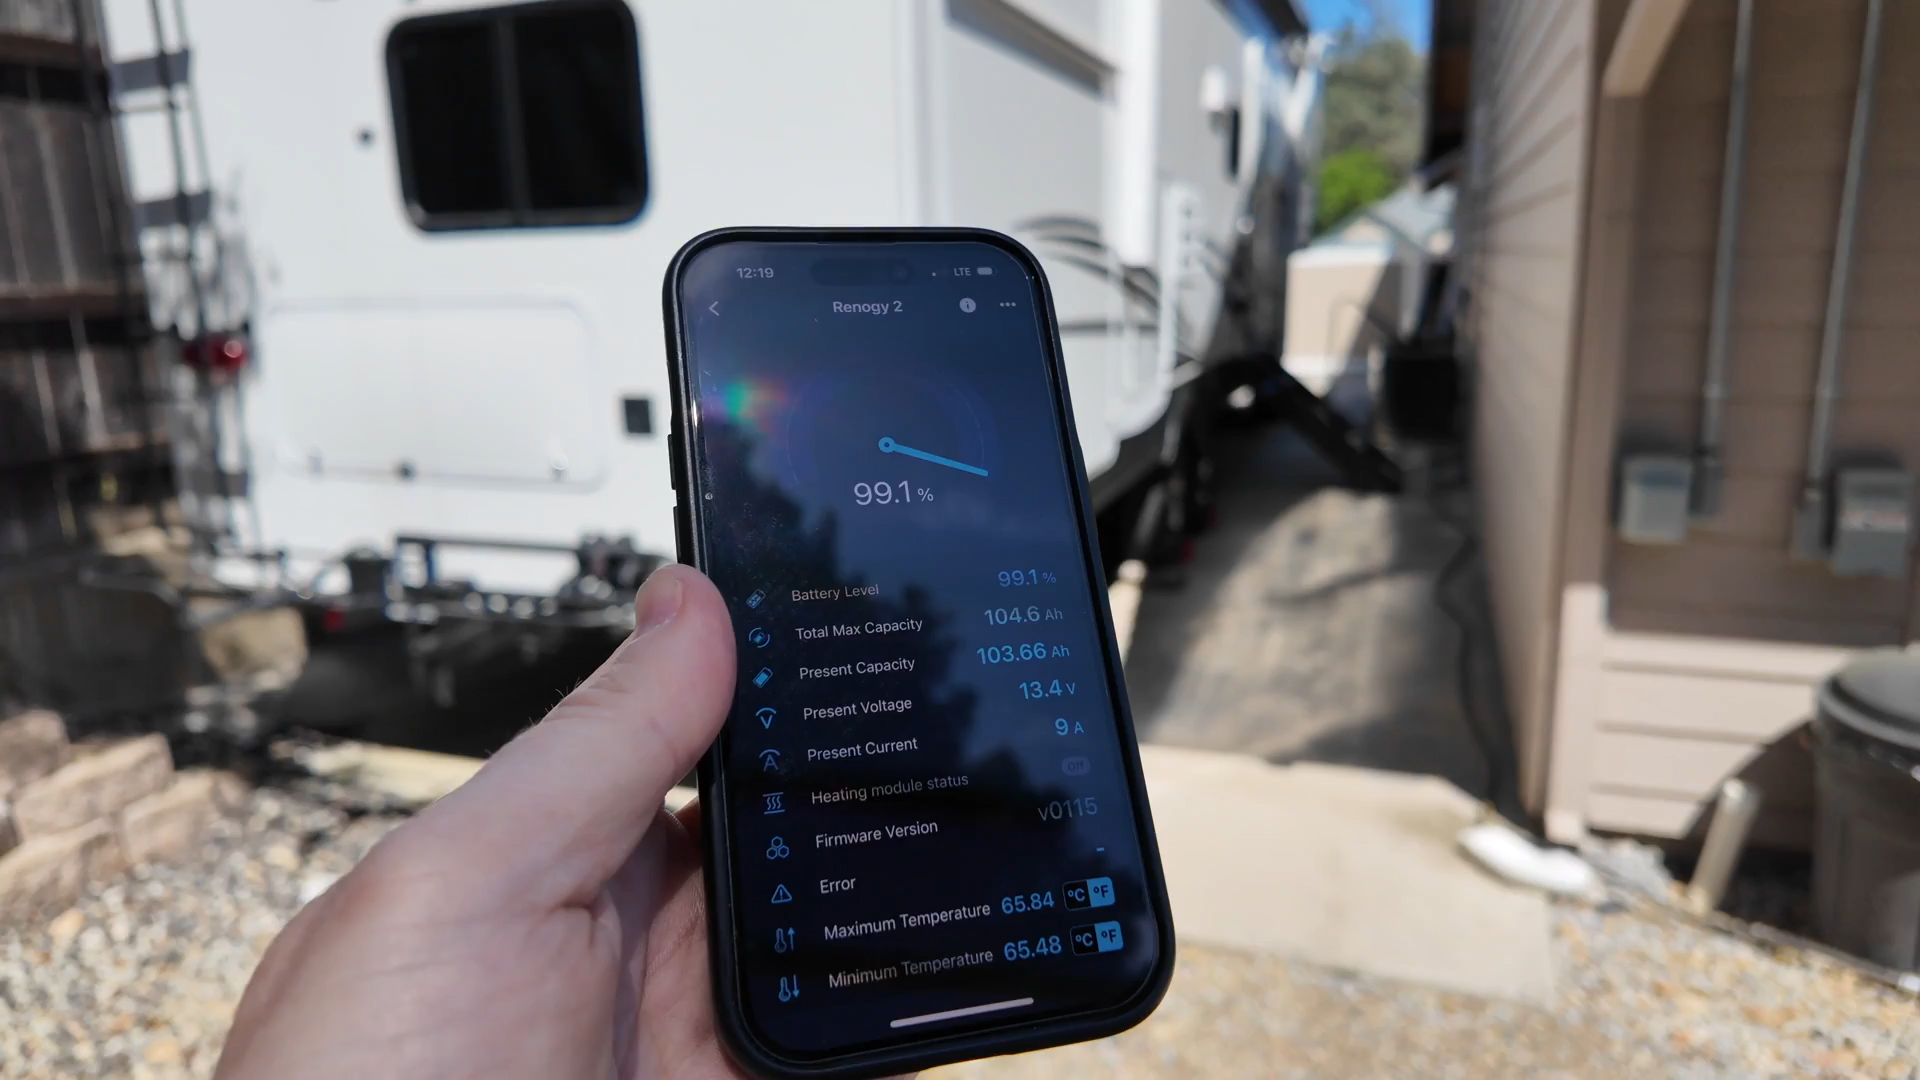 12:19 LTE
Renogy 2
99.1 %
Battery Level 99.1 %
Total Max Capacity 104.6 Ah
Present Capacity 103.66 Ah
Present Voltage 13.4 V
Present Current 9 A
Heating module status Off
Firmware Version v0115
Error -
Maximum Temperature 65.84 °C °F
Minimum Temperature 65.48 °C °F